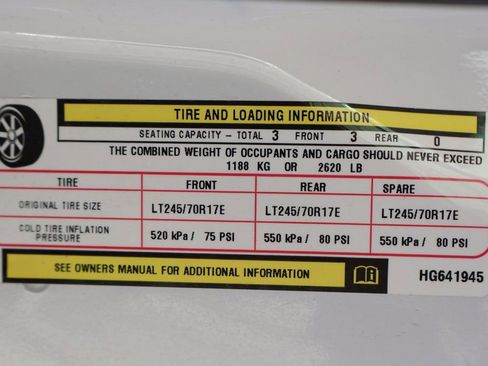 TIRE AND LOADING INFORMATION
SEATING CAPACITY – TOTAL 3 FRONT 3 REAR 0
THE COMBINED WEIGHT OF OCCUPANTS AND CARGO SHOULD NEVER EXCEED
1188 KG OR 2620 LB
TIRE FRONT REAR SPARE
ORIGINAL TIRE SIZE LT245/70R17E LT245/70R17E LT245/70R17E
COLD TIRE INFLATION PRESSURE 520 kPa / 75 PSI 550 kPa / 80 PSI 550 kPa / 80 PSI
SEE OWNERS MANUAL FOR ADDITIONAL INFORMATION
HG641945